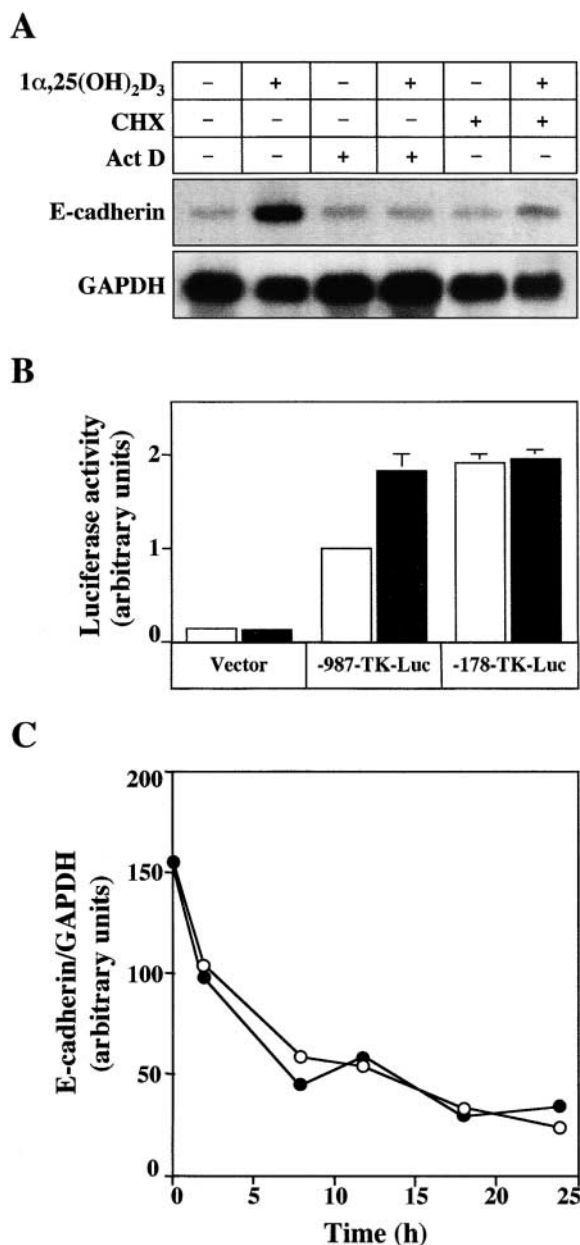 A
1α,25(OH)₂D₃ – + – + – +
CHX – – – – + +
Act D – – + + – –
E-cadherin
GAPDH
B
Luciferase activity
(arbitrary units)
2
1
0
Vector -987-TK-Luc -178-TK-Luc
C
E-cadherin/GAPDH
(arbitrary units)
200
150
100
50
0
0 5 10 15 20 25
Time (h)